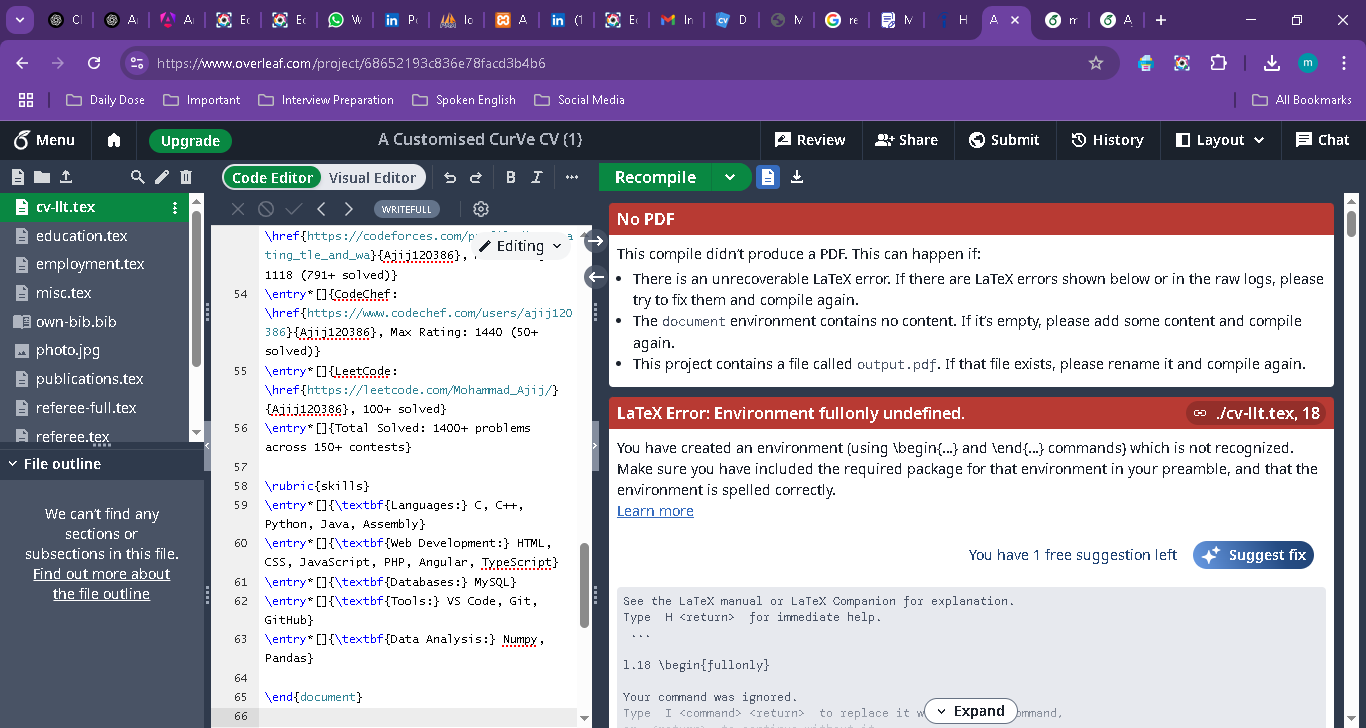 Cl
A
A
Ec
Ec
W
in
P
Io
A
in
(1
Ec
M
In
CV
D
M
G
re
M
H
A
m
A
https://www.overleaf.com/project/68652193c836e78facd3b4b6
m
Daily Dose
Important
Interview Preparation
Spoken English
Social Media
All Bookmarks
Menu
Upgrade
A Customised CurVe CV (1)
Review
Share
Submit
History
Layout
Chat
Code Editor
Visual Editor
B
I
Recompile
WRITEFULL
Editing
cv-llt.tex
education.tex
employment.tex
misc.tex
own-bib.bib
photo.jpg
publications.tex
referee-full.tex
referee.tex
File outline
We can't find any
sections or
subsections in this file.
Find out more about
the file outline
\href{https://codeforces.com/
ting_tle_and_wa}{Ajij120386},
1118 (791+ solved)}
54 \entry*[]{CodeChef:
\href{https://www.codechef.com/users/ajij120
386}{Ajij120386}, Max Rating: 1440 (50+
solved)}
55 \entry*[]{LeetCode:
\href{https://leetcode.com/Mohammad_Ajij/}
{Ajij120386}, 100+ solved}
56 \entry*[]{Total Solved: 1400+ problems
across 150+ contests}
57
58 \rubric{skills}
59 \entry*[]{\textbf{Languages:} C, C++,
Python, Java, Assembly}
60 \entry*[]{\textbf{Web Development:} HTML,
CSS, JavaScript, PHP, Angular, TypeScript}
61 \entry*[]{\textbf{Databases:} MySQL}
62 \entry*[]{\textbf{Tools:} VS Code, Git,
GitHub}
63 \entry*[]{\textbf{Data Analysis:} Numpy,
Pandas}
64
65 \end{document}
66
No PDF
This compile didn't produce a PDF. This can happen if:
• There is an unrecoverable LaTeX error. If there are LaTeX errors shown below or in the raw logs, please
try to fix them and compile again.
• The document environment contains no content. If it's empty, please add some content and compile
again.
• This project contains a file called output.pdf. If that file exists, please rename it and compile again.
LaTeX Error: Environment fullonly undefined.
./cv-llt.tex, 18
You have created an environment (using \begin{...} and \end{...} commands) which is not recognized.
Make sure you have included the required package for that environment in your preamble, and that the
environment is spelled correctly.
Learn more
You have 1 free suggestion left
Suggest fix
See the LaTeX manual or LaTeX Companion for explanation.
Type H <return> for immediate help.
...
l.18 \begin{fullonly}
Your command was ignored.
Type I <command> <return> to replace it w
ommand,
Expand